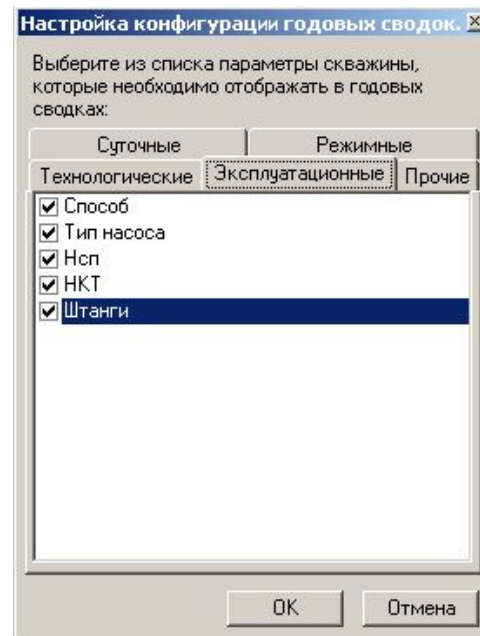 Настройка конфигурации годовых сводок.
Выберите из списка параметры скважины,
которые необходимо отображать в годовых
сводках:
Суточные Режимные
Технологические Эксплуатационные Прочие
Способ
Тип насоса
Нсп
НКТ
Штанги
OK Отмена